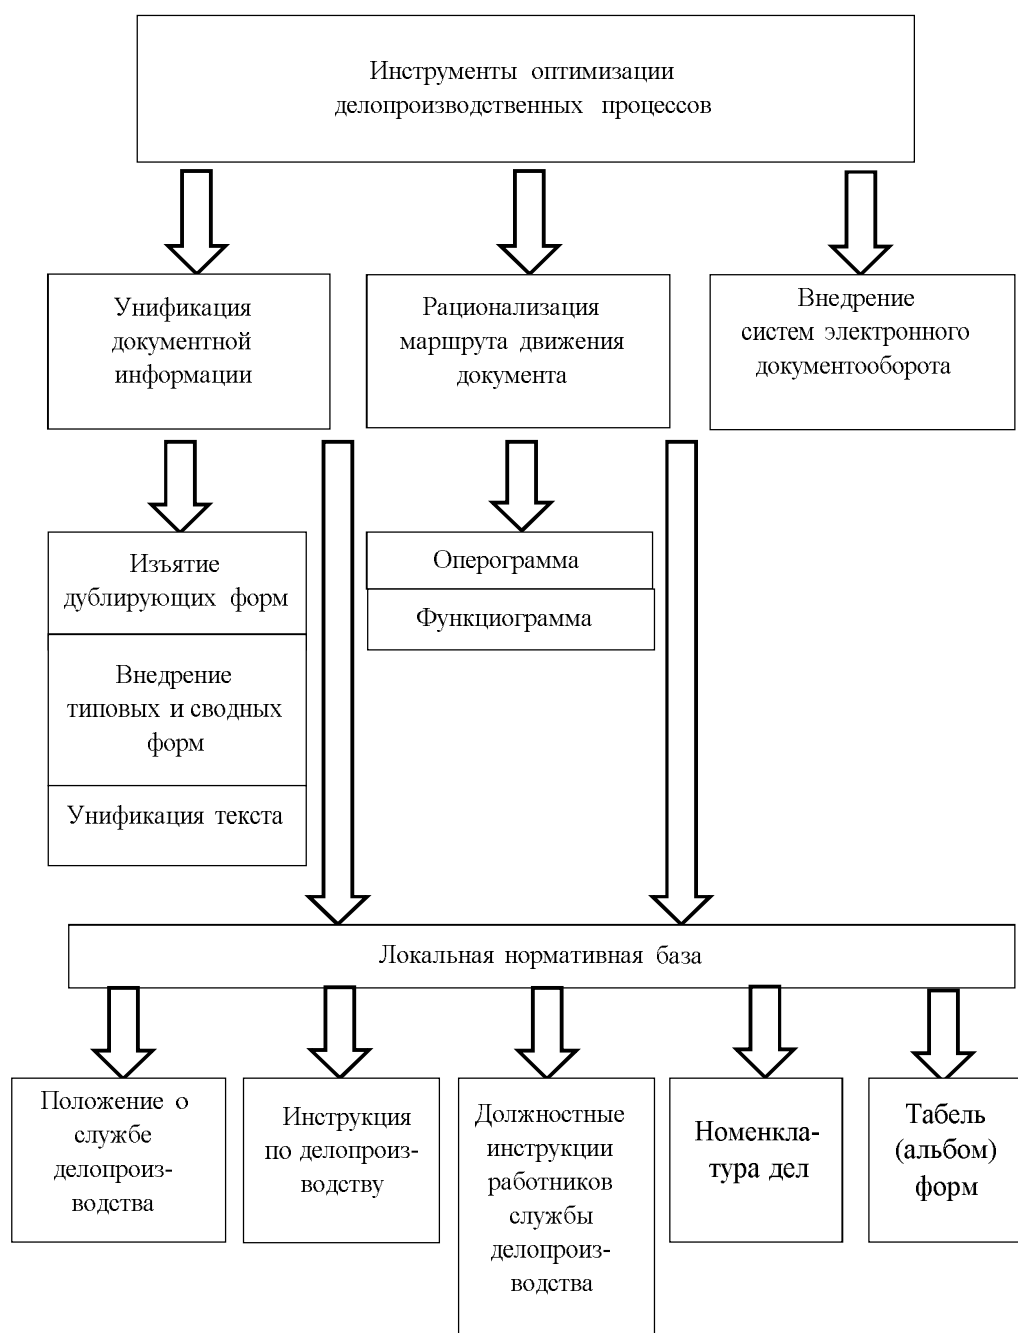 Инструменты оптимизации
делопроизводственных процессов
Унификация
документной
информации
Рационализация
маршрута движения
документа
Внедрение
систем электронного
документооборота
Изъятие
дублирующих форм
Внедрение
типовых и сводных
форм
Унификация текста
Оперограмма
Функциограмма
Локальная нормативная база
Положение о
службе
делопроиз-
водства
Инструкция
по делопроиз-
водству
Должностные
инструкции
работников
службы
делопроиз-
водства
Номенкла-
тура дел
Табель
(альбом)
форм